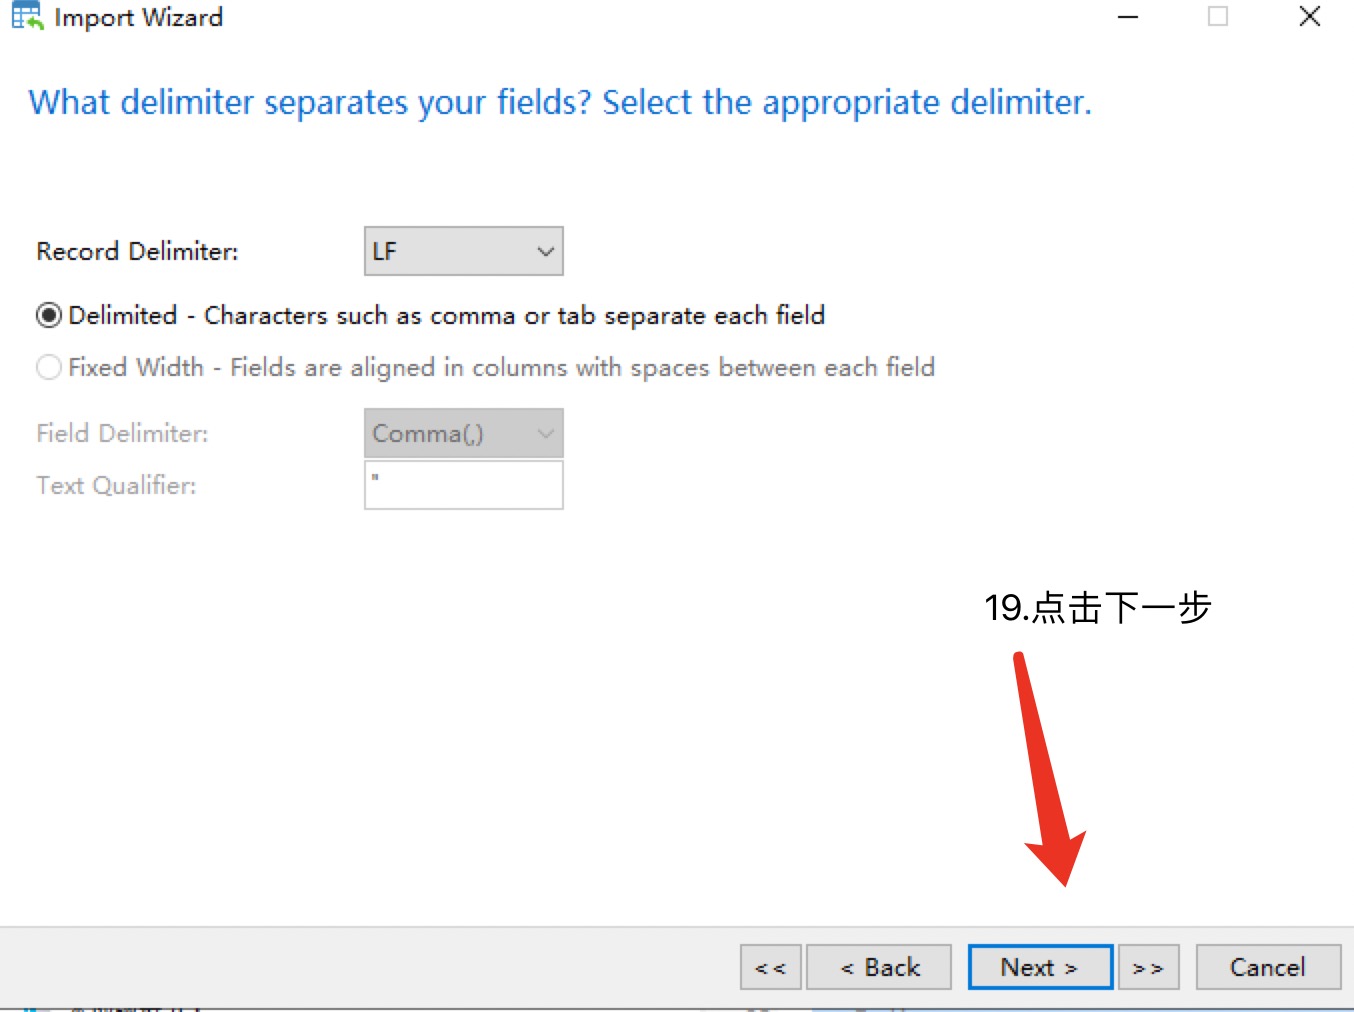 Import Wizard
What delimiter separates your fields? Select the appropriate delimiter.
Record Delimiter:
LF
Delimited - Characters such as comma or tab separate each field
Fixed Width - Fields are aligned in columns with spaces between each field
Field Delimiter:
Comma(,)
Text Qualifier:
"
19.点击下一步
<<
< Back
Next >
>>
Cancel